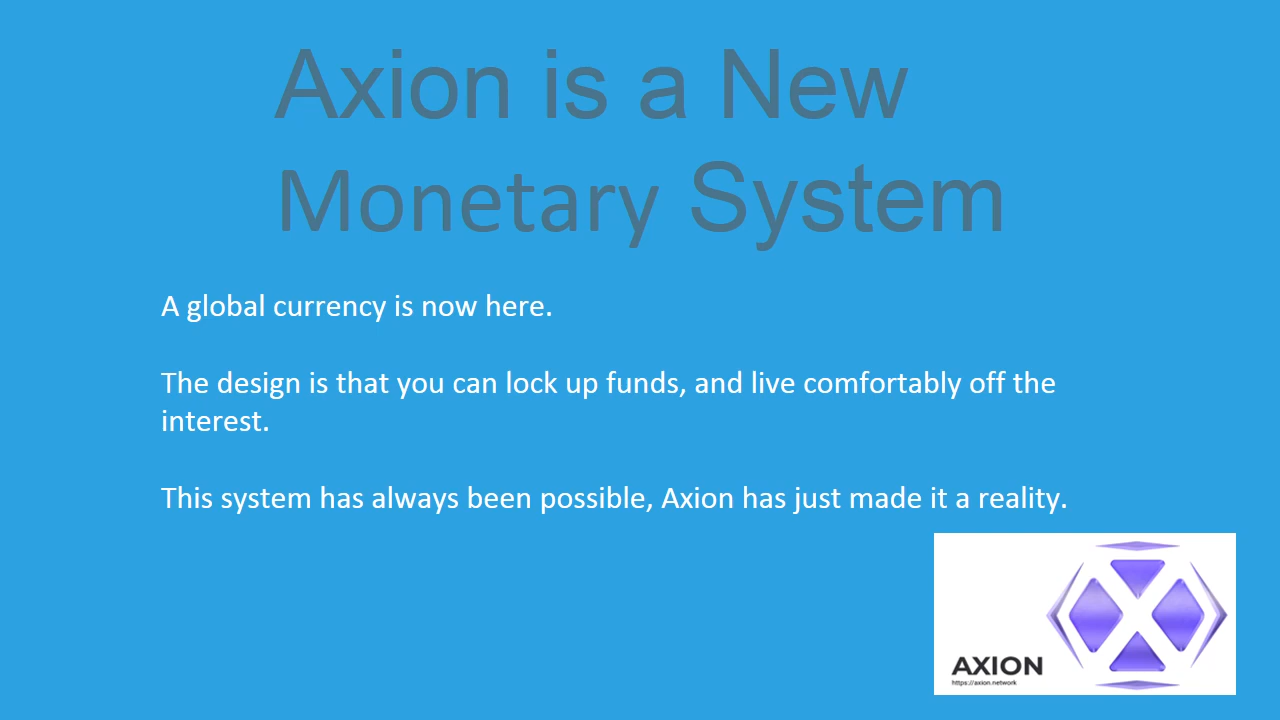 Axion is a New
Monetary System
A global currency is now here.
The design is that you can lock up funds, and live comfortably off the
interest.
This system has always been possible, Axion has just made it a reality.
AXION
https://axion.network